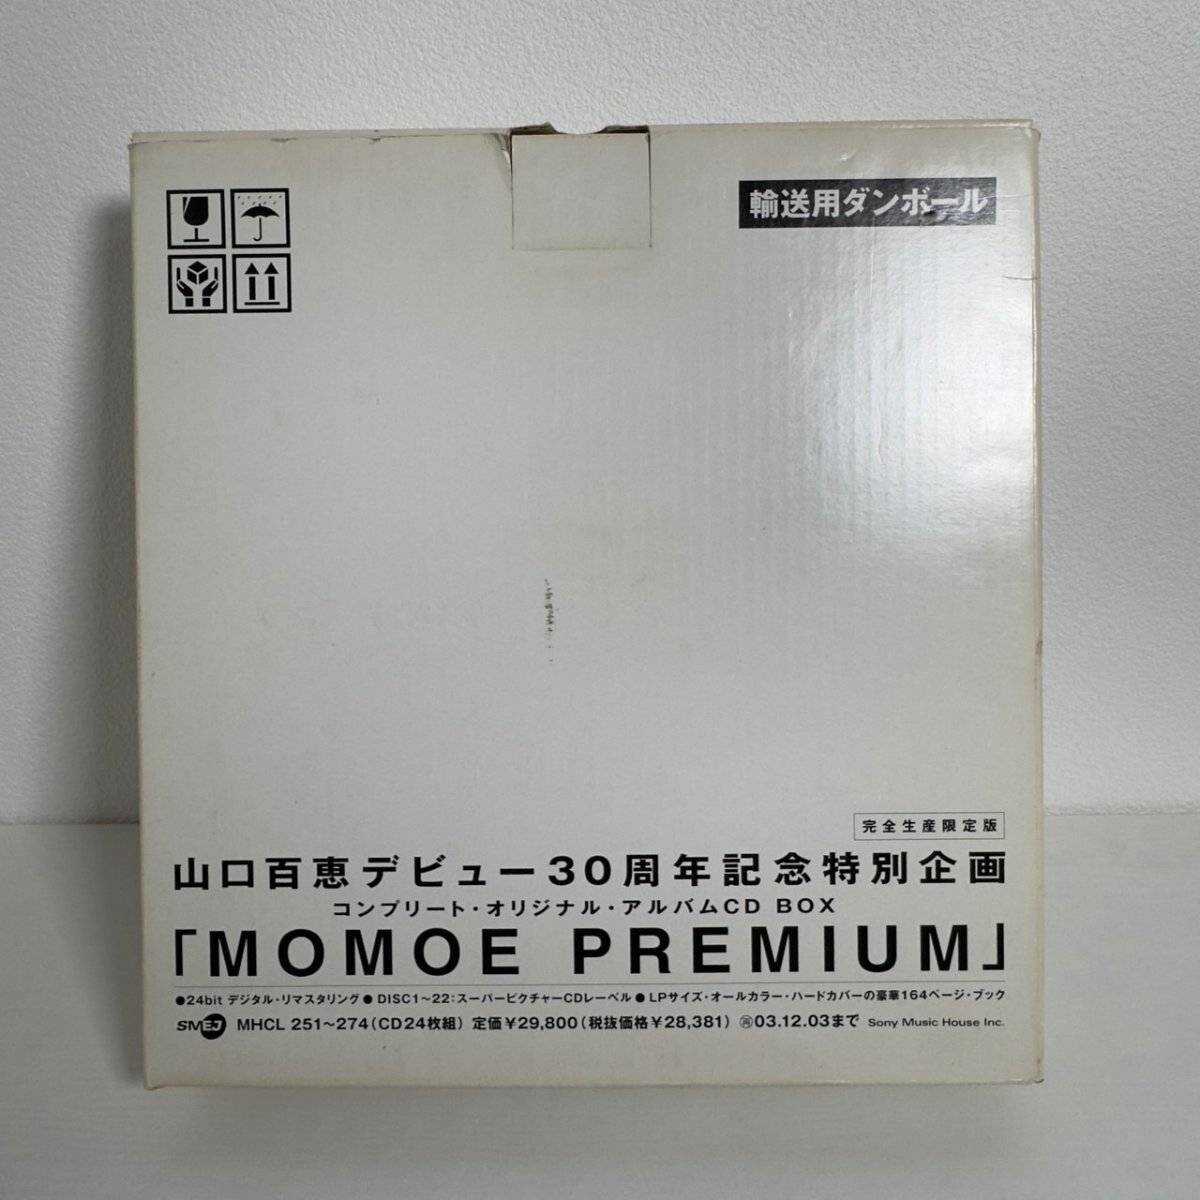 輸送用ダンボール
完全生産限定版
山口百恵デビュー30周年記念特別企画
コンプリート・オリジナル・アルバムCD BOX
「MOMOE PREMIUM」
●24bit デジタル・リマスタリング●DISC1~22:スーパーピクチャーCDレーベル●LPサイズ・オールカラー・ハードカバーの豪華164ページ・ブック
SMEJ MHCL 251~274(CD24枚組) 定価¥29,800(税抜価格¥28,381) ㋮03.12.03まで Sony Music House Inc.